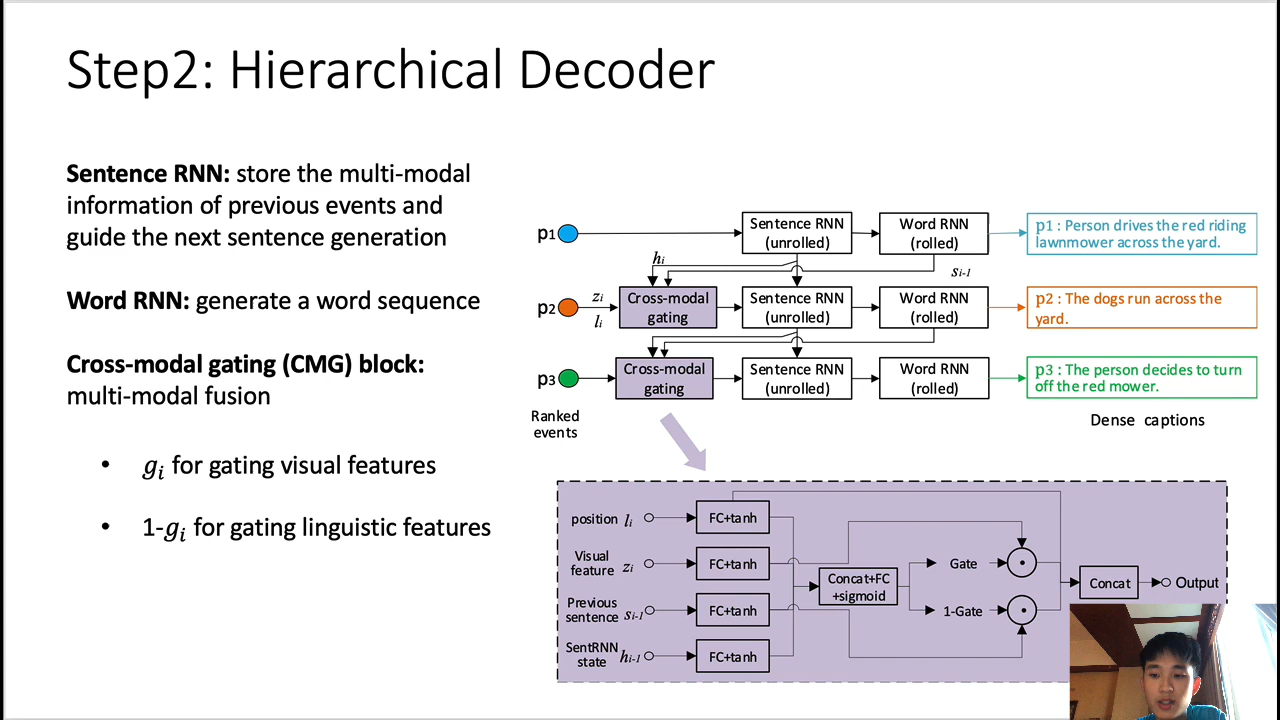 Step2: Hierarchical Decoder
Sentence RNN: store the multi-modal
information of previous events and
guide the next sentence generation
Word RNN: generate a word sequence
Cross-modal gating (CMG) block:
multi-modal fusion
• gᵢ for gating visual features
• 1-gᵢ for gating linguistic features
p1
Sentence RNN
(unrolled)
Word RNN
(rolled)
p1 : Person drives the red riding
lawnmower across the yard.
hᵢ
sᵢ₋₁
p2
zᵢ
lᵢ
Cross-modal
gating
Sentence RNN
(unrolled)
Word RNN
(rolled)
p2 : The dogs run across the
yard.
p3
Cross-modal
gating
Sentence RNN
(unrolled)
Word RNN
(rolled)
p3 : The person decides to turn
off the red mower.
Ranked
events
Dense captions
position lᵢ
FC+tanh
Visual
feature zᵢ
FC+tanh
Previous
sentence sᵢ₋₁
FC+tanh
SentRNN
state hᵢ₋₁
FC+tanh
Concat+FC
+sigmoid
Gate
1-Gate
Concat
Output